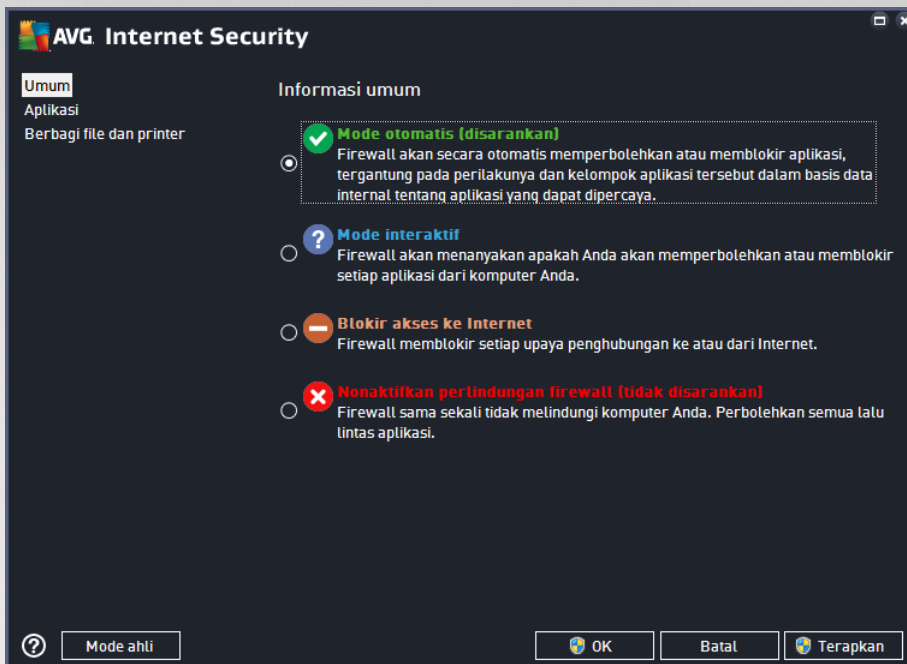 AVG Internet Security
Umum
Aplikasi
Berbagi file dan printer
Informasi umum
Mode otomatis (disarankan)
Firewall akan secara otomatis memperbolehkan atau memblokir aplikasi,
tergantung pada perilakunya dan kelompok aplikasi tersebut dalam basis data
internal tentang aplikasi yang dapat dipercaya.
Mode interaktif
Firewall akan menanyakan apakah Anda akan memperbolehkan atau memblokir
setiap aplikasi dari komputer Anda.
Blokir akses ke Internet
Firewall memblokir setiap upaya penghubungan ke atau dari Internet.
Nonaktifkan perlindungan firewall (tidak disarankan)
Firewall sama sekali tidak melindungi komputer Anda. Perbolehkan semua lalu
lintas aplikasi.
Mode ahli
OK
Batal
Terapkan